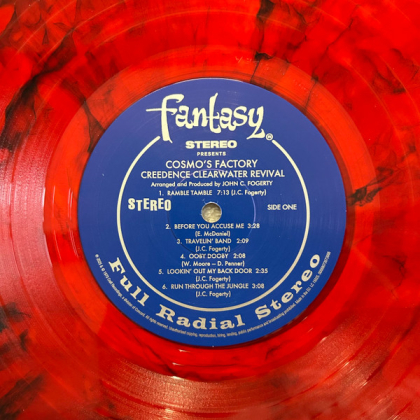 Fantasy®
STEREO
PRESENTS
COSMO'S FACTORY
CREEDENCE CLEARWATER REVIVAL
Arranged and Produced by JOHN C. FOGERTY
1. RAMBLE TAMBLE 7:13 (J.C. Fogerty)
STEREO
SIDE ONE
2. BEFORE YOU ACCUSE ME 3:28
(E. McDaniel)
3. TRAVELIN' BAND 2:09
(J.C. Fogerty)
4. OOBY DOOBY 2:08
(W. Moore – D. Penner)
5. LOOKIN' OUT MY BACK DOOR 2:35
(J.C. Fogerty)
6. RUN THROUGH THE JUNGLE 3:08
(J.C. Fogerty)
Full Radial Stereo